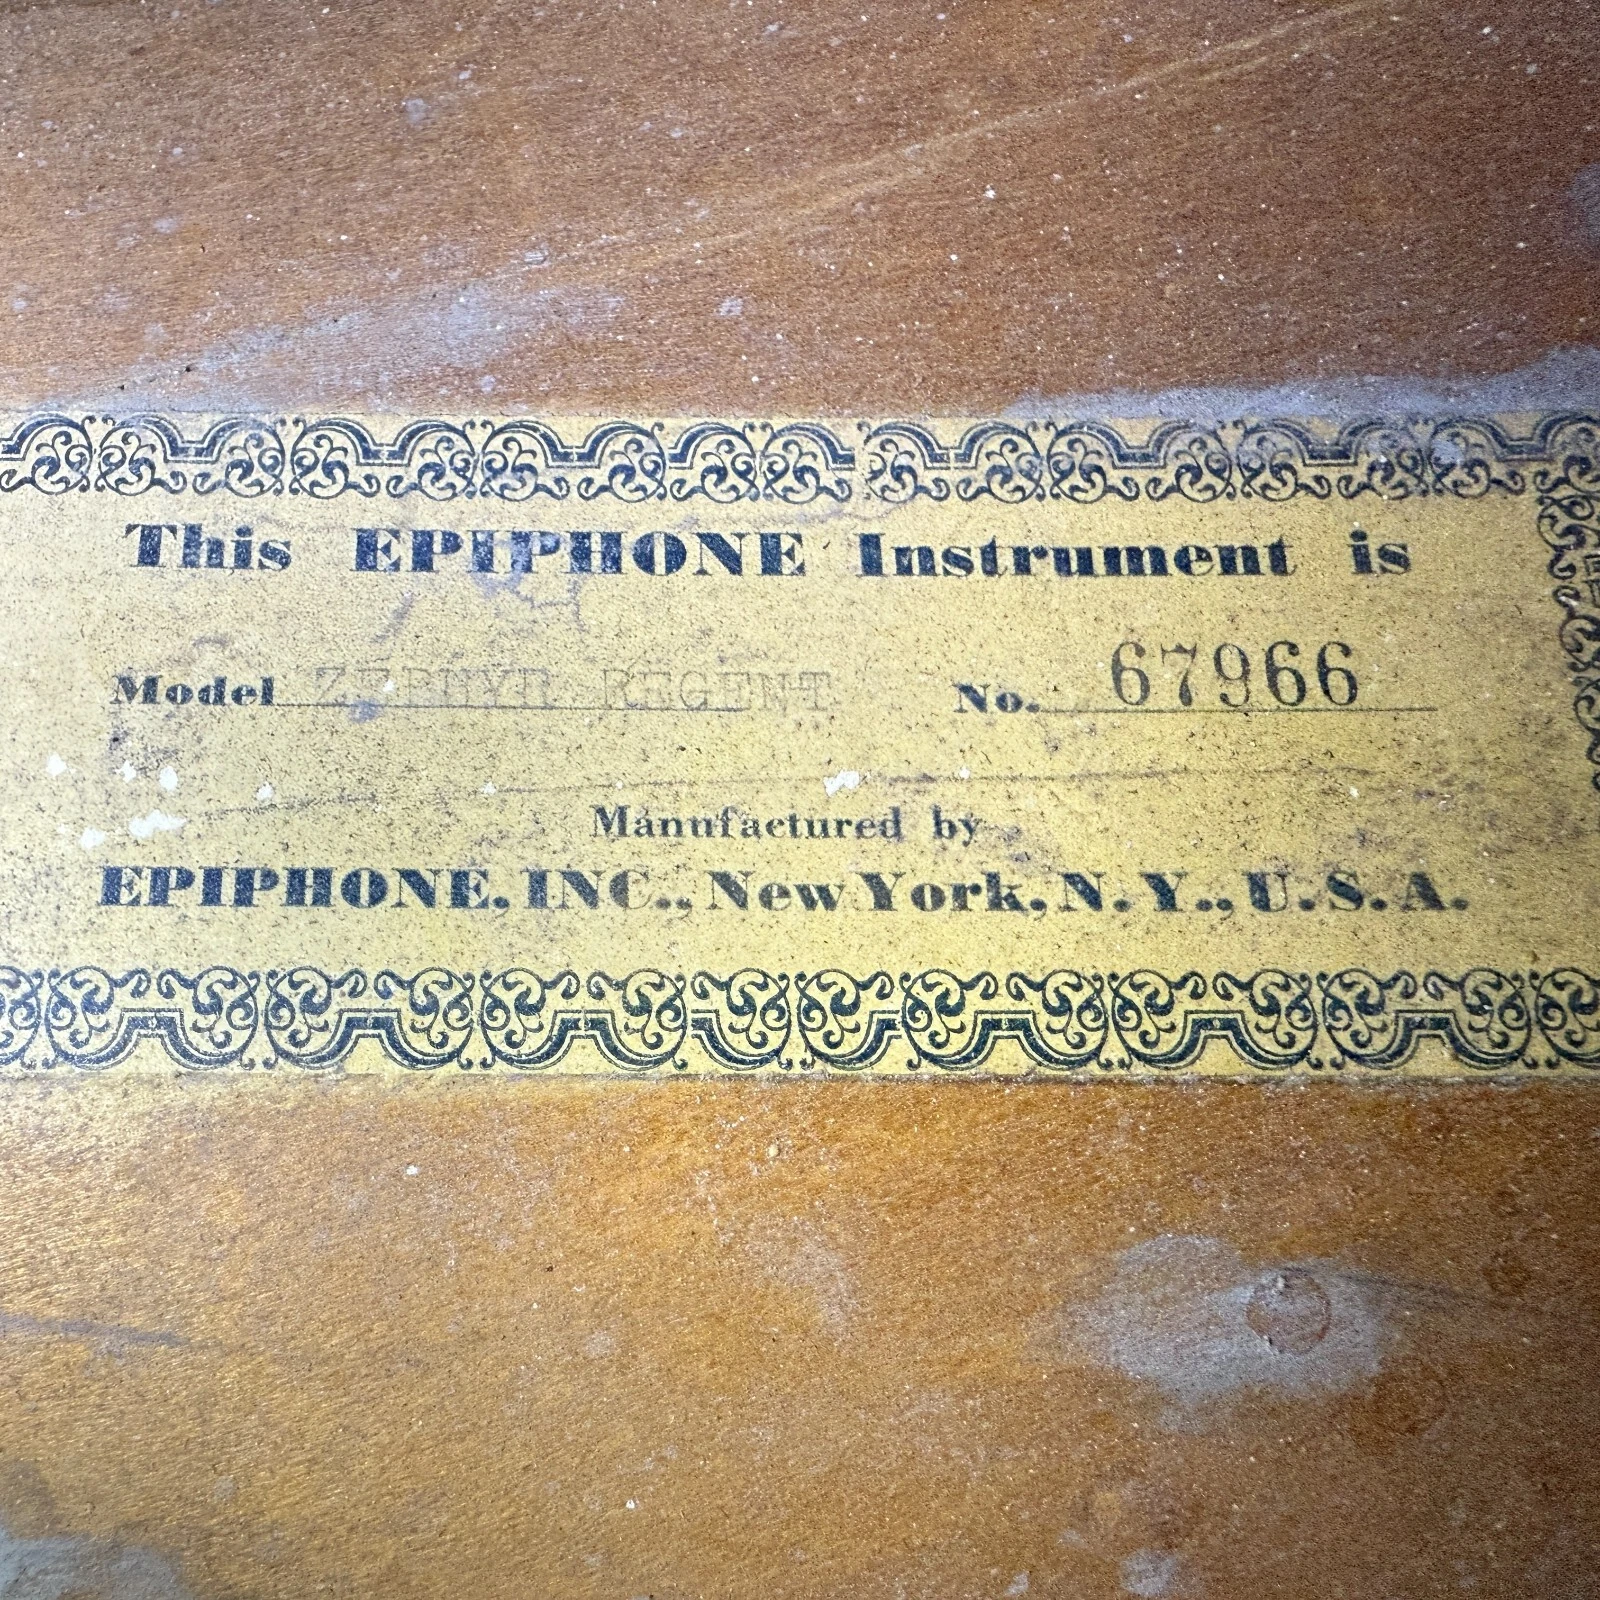 This EPIPHONE Instrument is
Model ZEPHYR REGENT No. 67966
Manufactured by
EPIPHONE, INC., New York, N. Y., U. S. A.